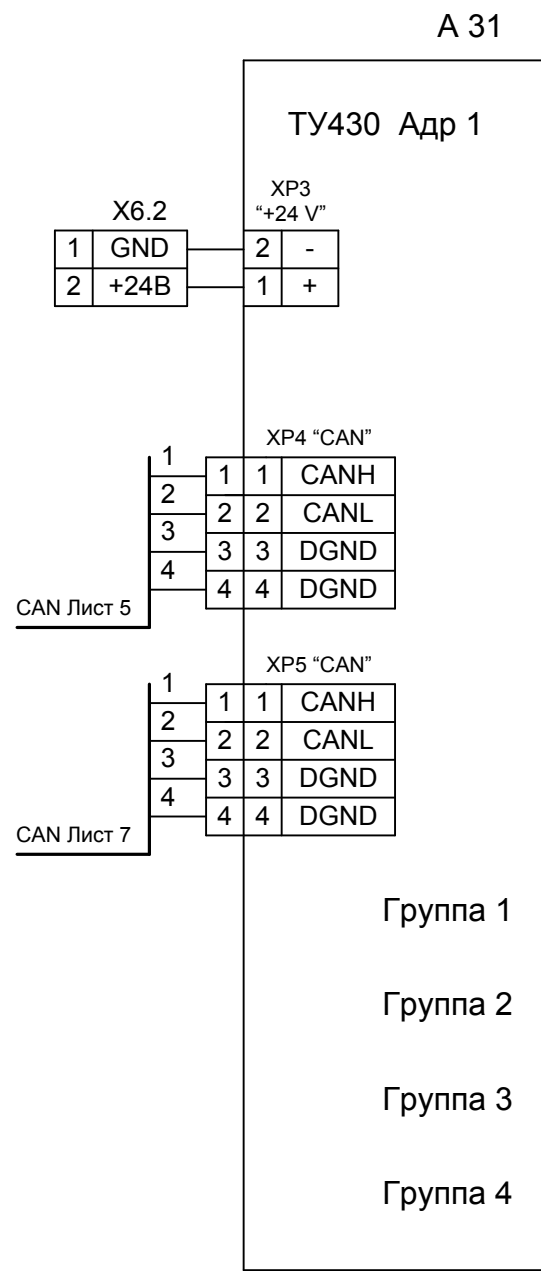 А 31
ТУ430 Адр 1
XP3
X6.2 “+24 V”
1 GND 2 -
2 +24В 1 +
XP4 “CAN”
1 1 1 CANH
2 2 2 CANL
3 3 3 DGND
4 4 4 DGND
CAN Лист 5
XP5 “CAN”
1 1 1 CANH
2 2 2 CANL
3 3 3 DGND
4 4 4 DGND
CAN Лист 7
Группа 1
Группа 2
Группа 3
Группа 4